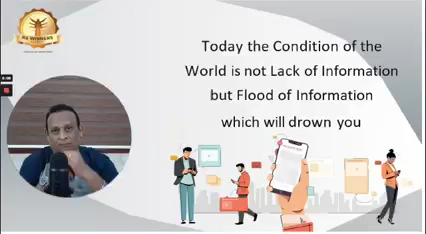 Today the Condition of the
World is not Lack of Information
but Flood of Information
which will drown you